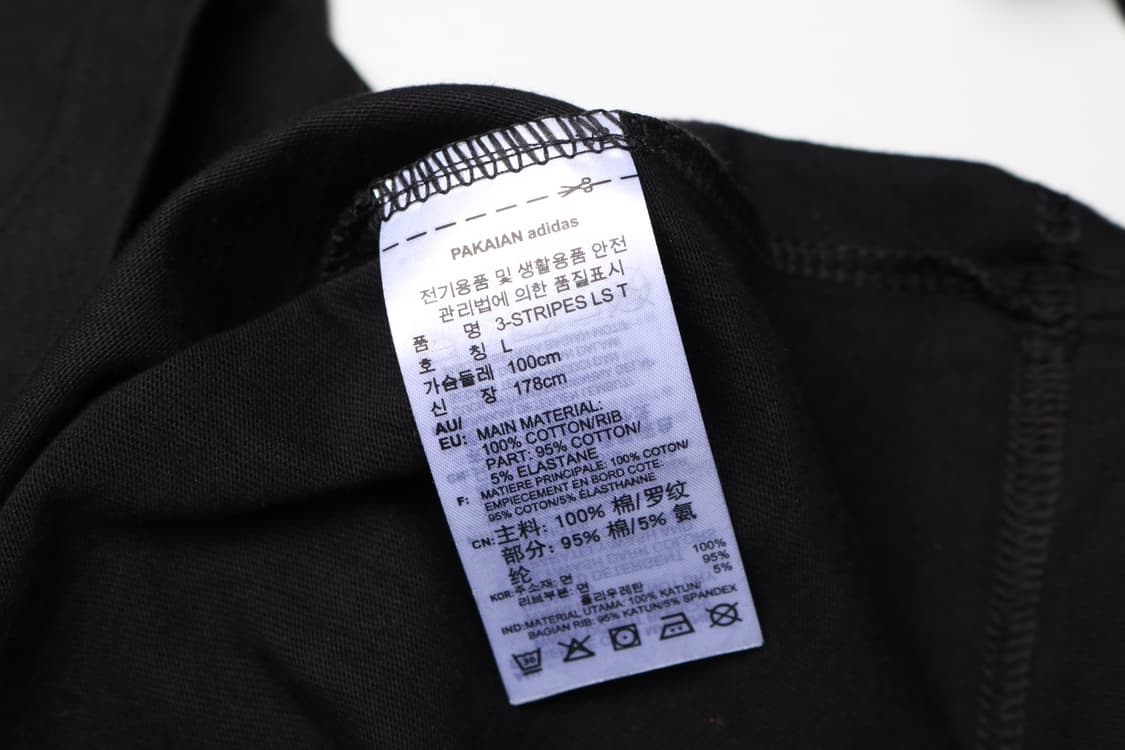 PAKAIAN adidas
전기용품 및 생활용품 안전
관리법에 의한 품질표시
품 명 3-STRIPES LS T
호 칭 L
가슴둘레 100cm
신 장 178cm
AU/
EU: MAIN MATERIAL:
100% COTTON/RIB
PART: 95% COTTON/
5% ELASTANE
F: MATIERE PRINCIPALE: 100% COTON/
EMPIECEMENT EN BORD COTE:
95% COTON/5% ÉLASTHANNE
CN: 主料: 100% 棉/罗纹
部分: 95% 棉/5% 氨
纶
KOR: 주소재: 면 100%
리브부분: 면 95%
폴리우레탄 5%
IND: MATERIAL UTAMA: 100% KATUN/
BAGIAN RIB: 95% KATUN/5% SPANDEX
30